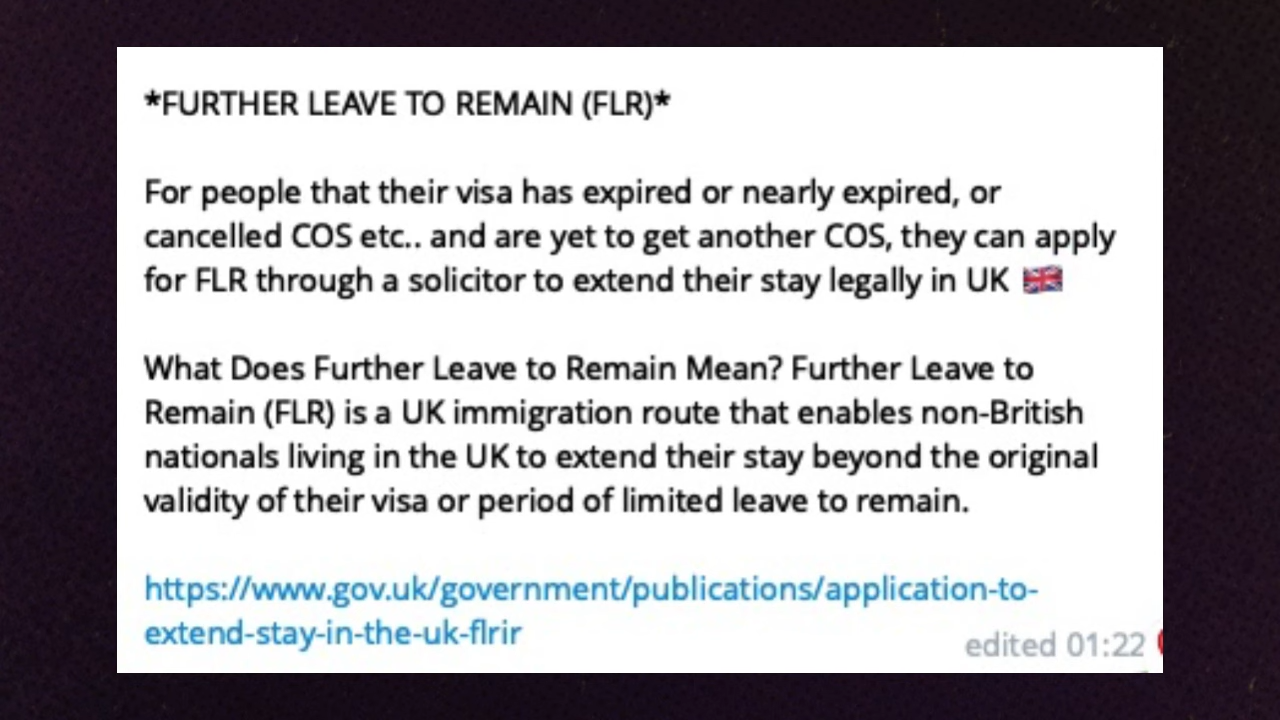 *FURTHER LEAVE TO REMAIN (FLR)*
For people that their visa has expired or nearly expired, or
cancelled COS etc.. and are yet to get another COS, they can apply
for FLR through a solicitor to extend their stay legally in UK 🇬🇧
What Does Further Leave to Remain Mean? Further Leave to
Remain (FLR) is a UK immigration route that enables non-British
nationals living in the UK to extend their stay beyond the original
validity of their visa or period of limited leave to remain.
https://www.gov.uk/government/publications/application-to-
extend-stay-in-the-uk-flrir
edited 01:22